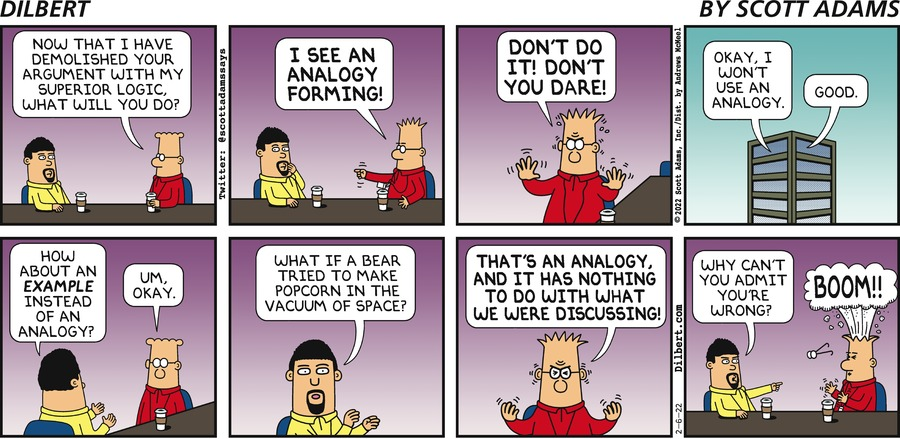 DILBERT
BY SCOTT ADAMS
NOW THAT I HAVE
DEMOLISHED YOUR
ARGUMENT WITH MY
SUPERIOR LOGIC,
WHAT WILL YOU DO?
Twitter: @scottadamssays
I SEE AN
ANALOGY
FORMING!
DON'T DO
IT! DON'T
YOU DARE!
©2022 Scott Adams, Inc./Dist. by Andrews McMeel
OKAY, I
WON'T
USE AN
ANALOGY.
GOOD.
HOW
ABOUT AN
EXAMPLE
INSTEAD
OF AN
ANALOGY?
UM,
OKAY.
WHAT IF A BEAR
TRIED TO MAKE
POPCORN IN THE
VACUUM OF SPACE?
THAT'S AN ANALOGY,
AND IT HAS NOTHING
TO DO WITH WHAT
WE WERE DISCUSSING!
2-6-22 Dilbert.com
WHY CAN'T
YOU ADMIT
YOU'RE
WRONG?
BOOM!!